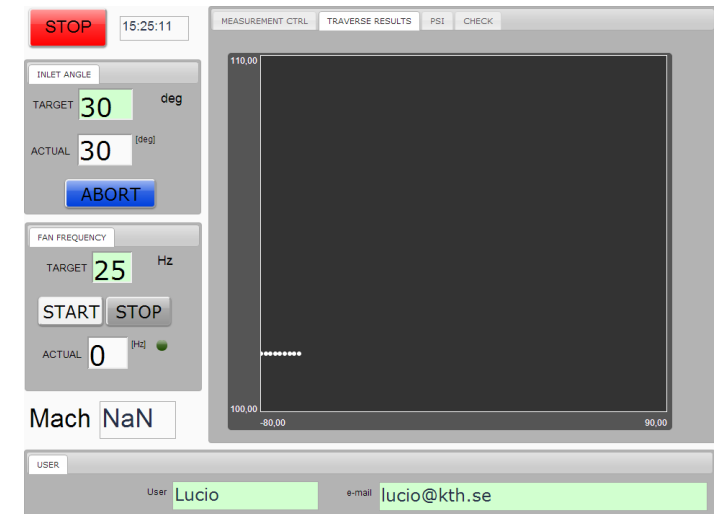 STOP 15:25:11
INLET ANGLE
TARGET 30 deg
ACTUAL 30 [deg]
ABORT
FAN FREQUENCY
TARGET 25 Hz
START STOP
ACTUAL 0 [Hz]
Mach NaN
MEASUREMENT CTRL TRAVERSE RESULTS PSI CHECK
110,00
100,00
-80,00 90,00
USER
User Lucio e-mail lucio@kth.se